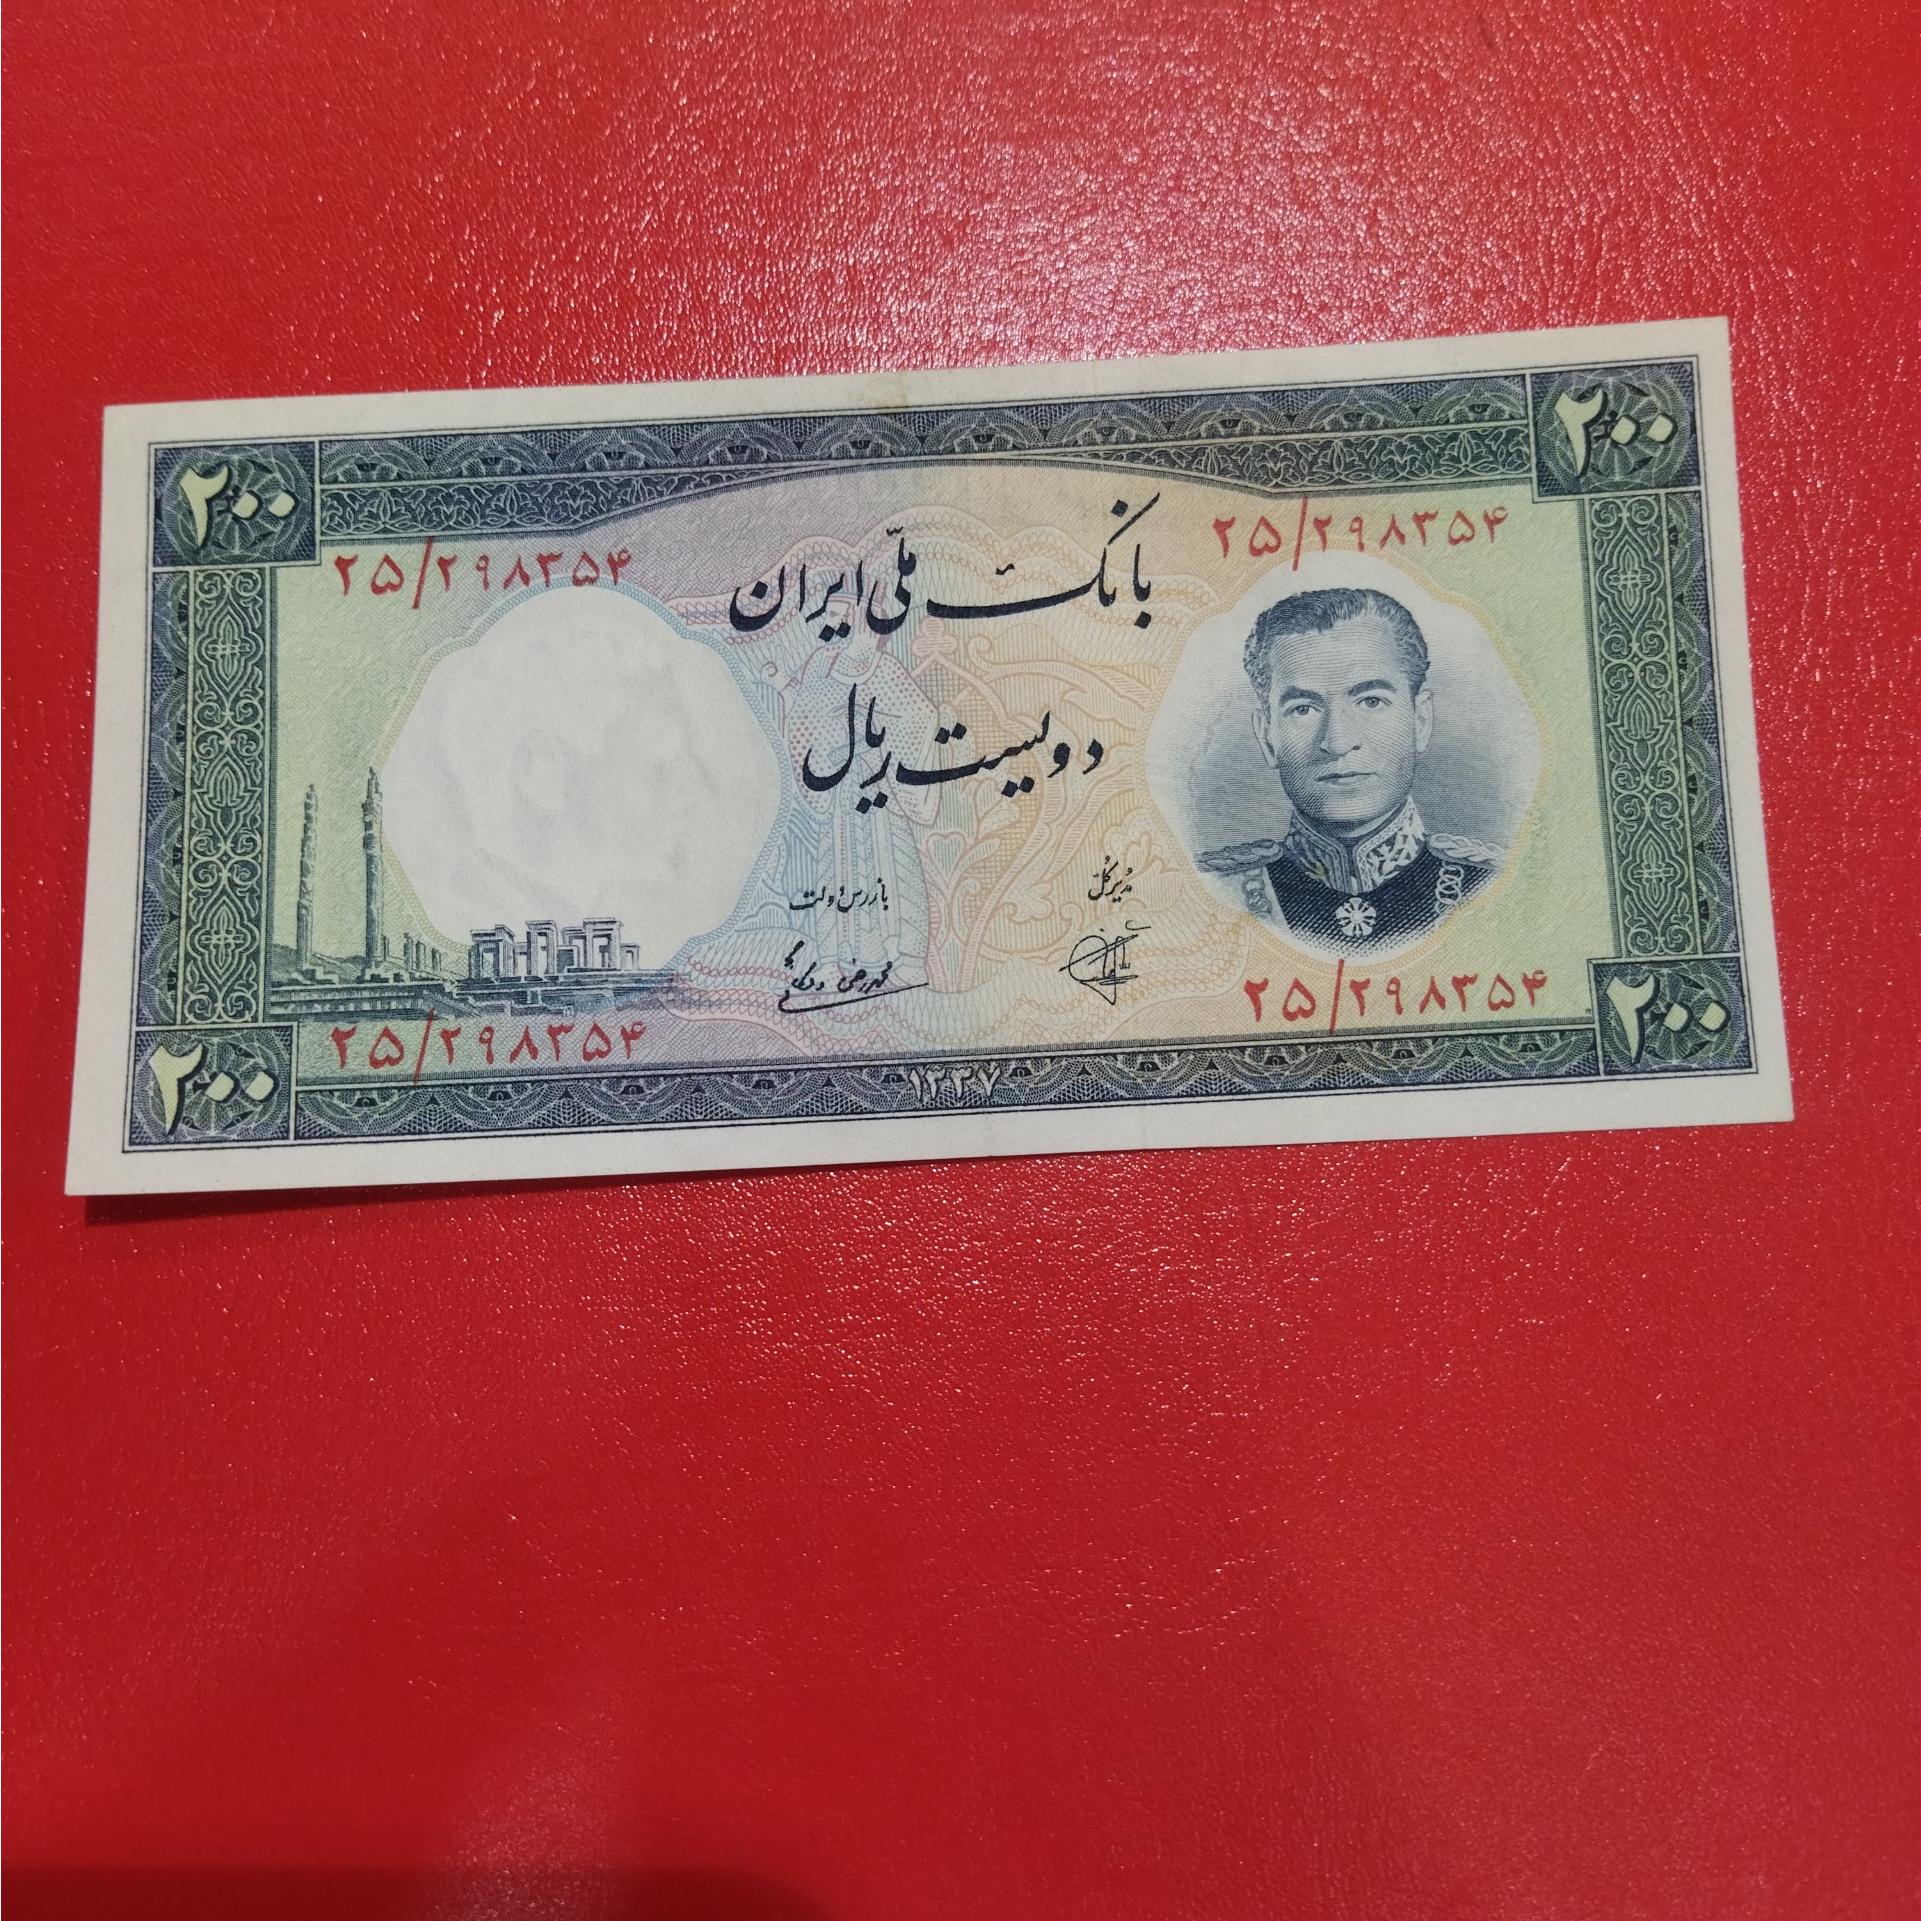 ۲۰۰
۲۰۰
۲۵/۲۹۸۳۵۴
۲۵/۲۹۸۳۵۴
بانک ملّی ایران
دویست ریال
مدیر کلّ
بازرس دولت
۲۵/۲۹۸۳۵۴
۲۵/۲۹۸۳۵۴
۲۰۰
۲۰۰
۱۳۳۷